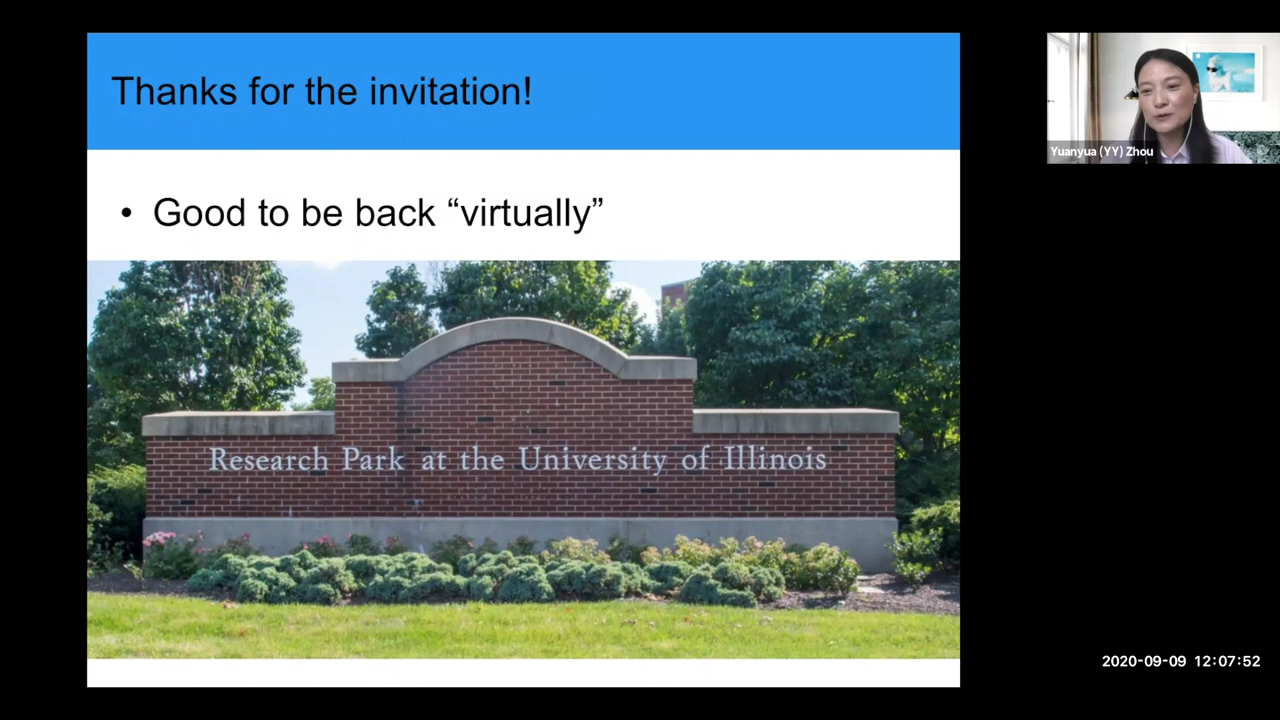 Thanks for the invitation!
• Good to be back “virtually”
Research Park at the University of Illinois
Yuanyua (YY) Zhou
2020-09-09 12:07:52